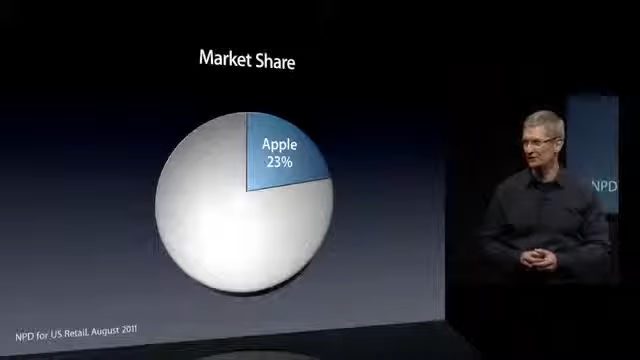 Market Share
Apple
23%
NPD for US Retail, August 2011
NPD